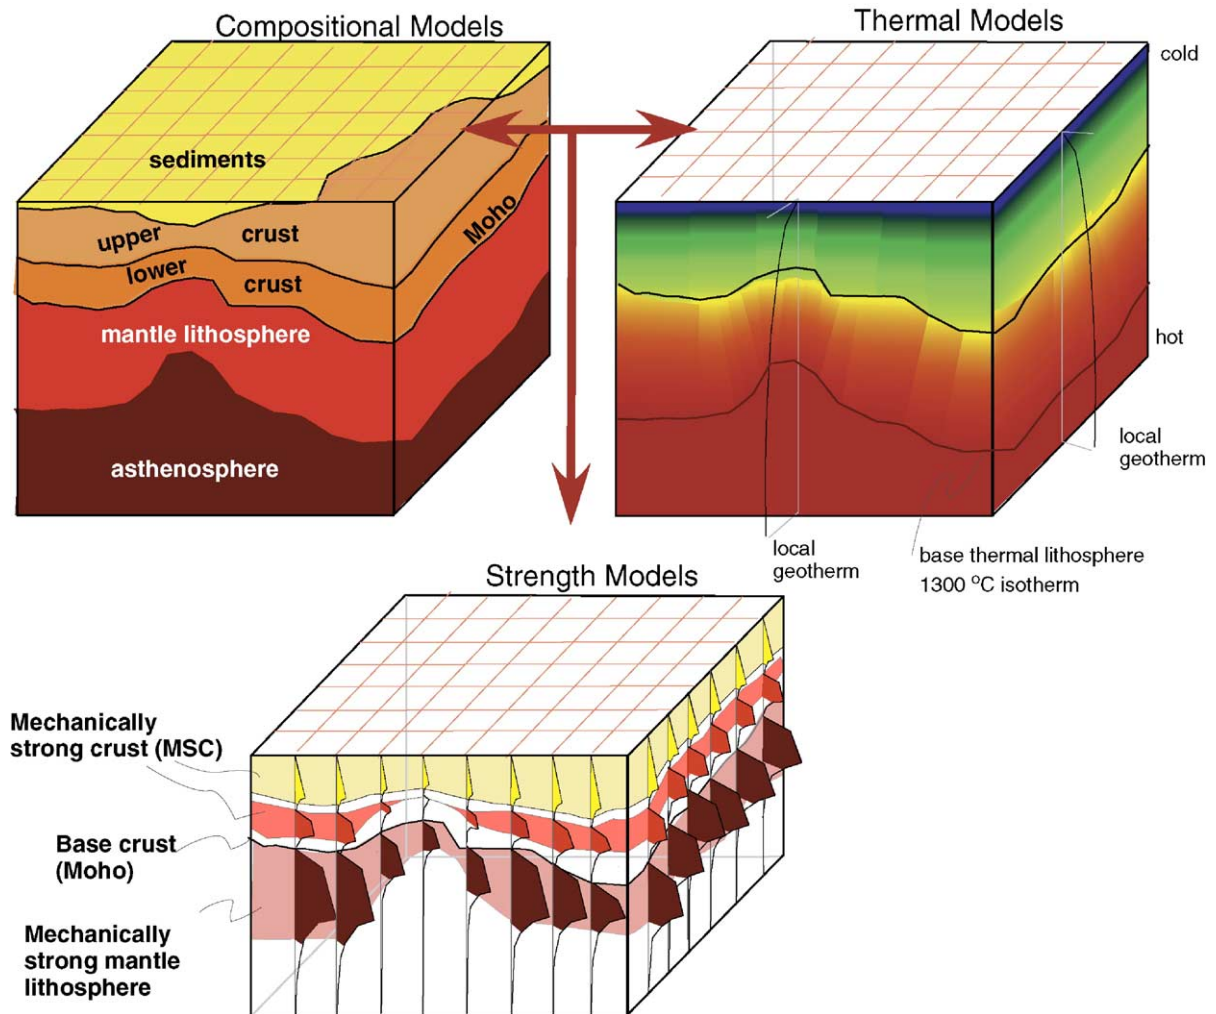 Compositional Models
Thermal Models
cold
sediments
upper crust
Moho
lower crust
mantle lithosphere
hot
asthenosphere
local
geotherm
local
geotherm
base thermal lithosphere
1300 °C isotherm
Strength Models
Mechanically
strong crust (MSC)
Base crust
(Moho)
Mechanically
strong mantle
lithosphere